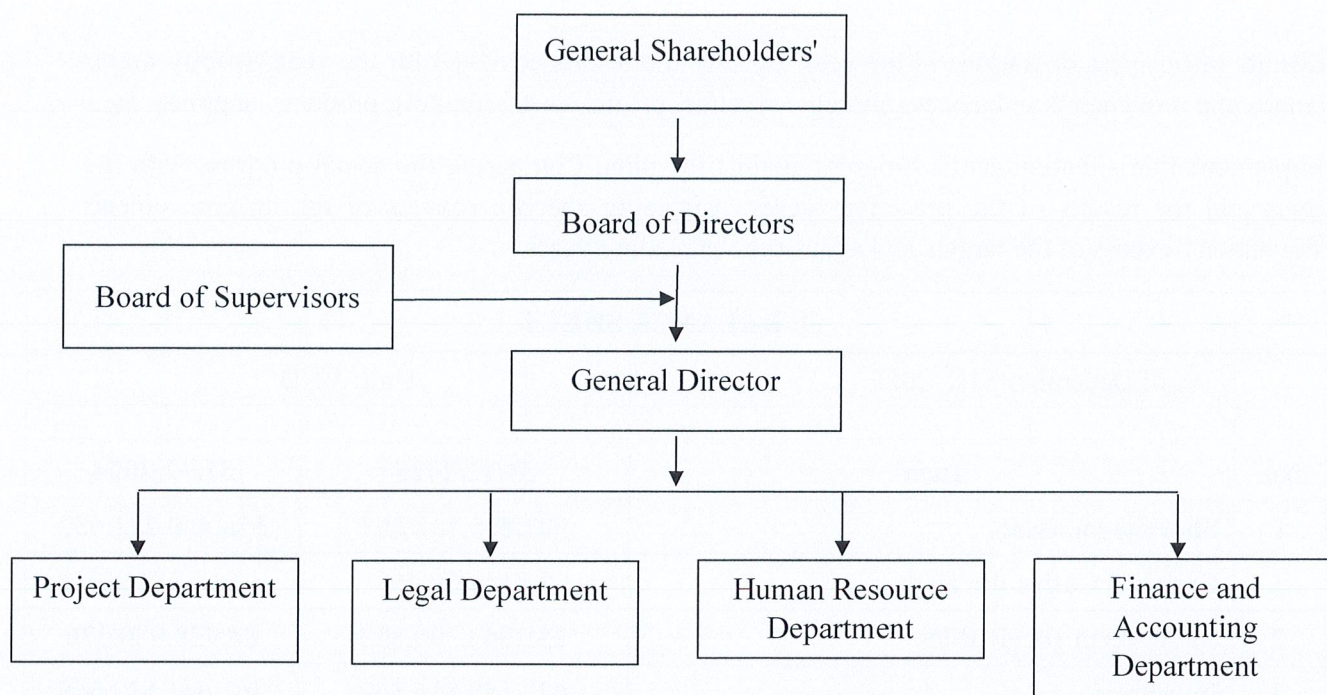 General Shareholders'
Board of Directors
Board of Supervisors
General Director
Project Department
Legal Department
Human Resource
Department
Finance and
Accounting
Department